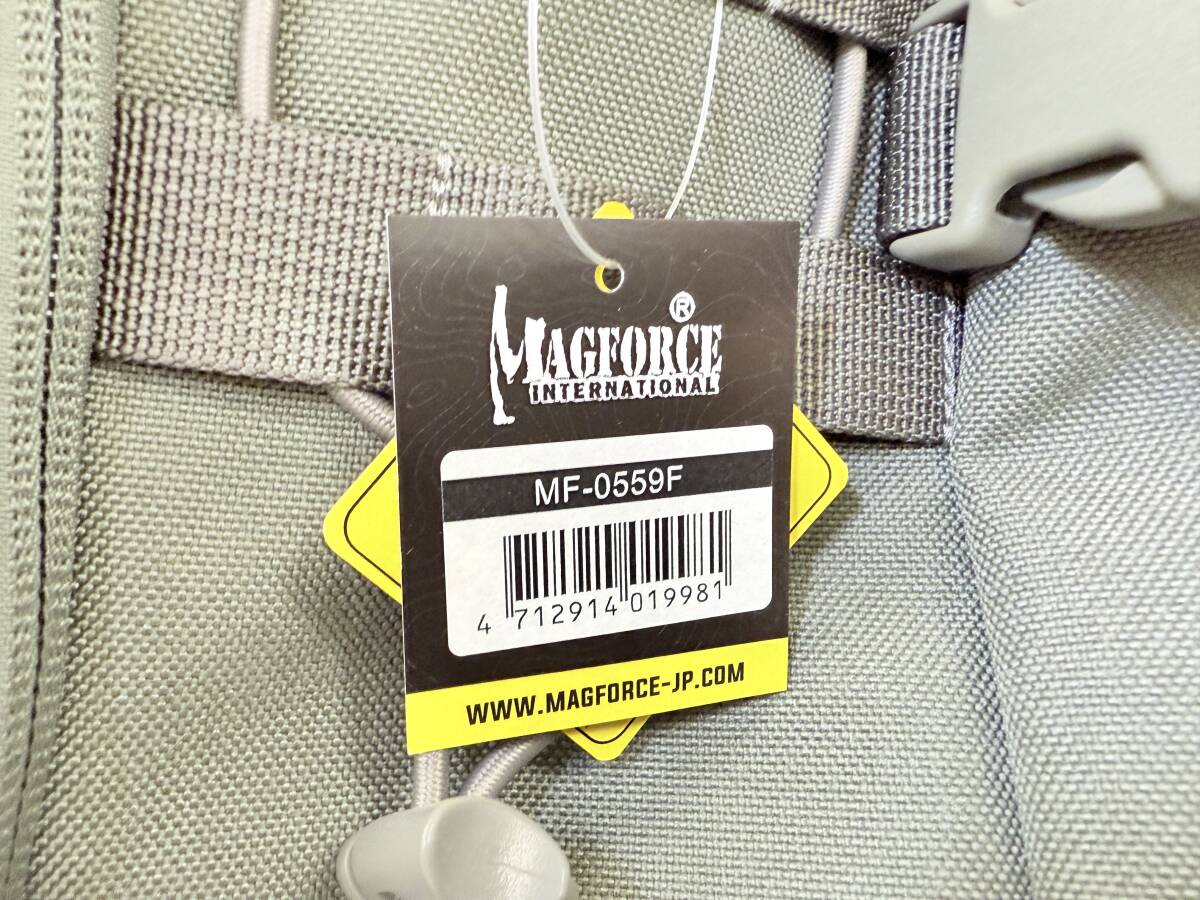 MAGFORCE®
INTERNATIONAL
MF-0559F
4 712914 019981
WWW.MAGFORCE-JP.COM